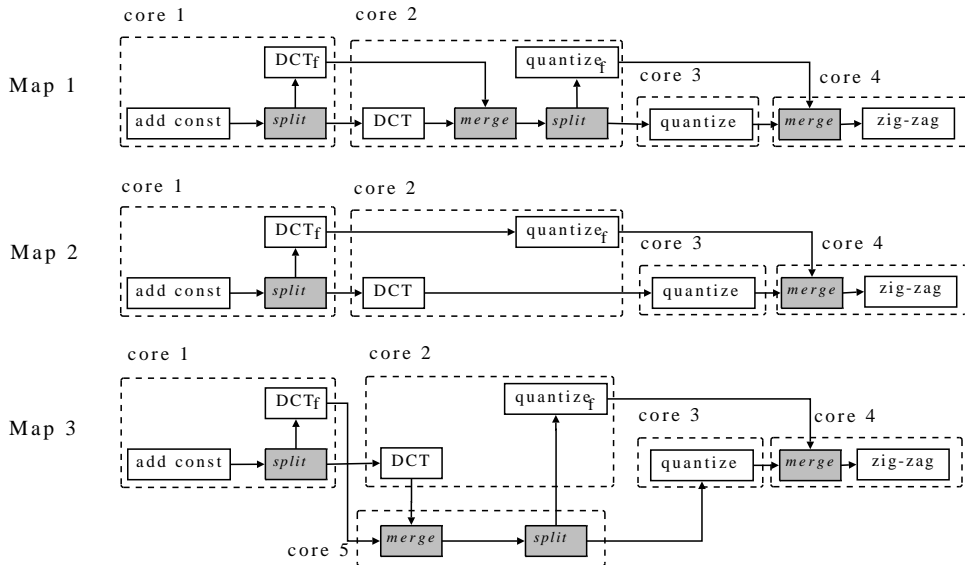 core 1
core 2
DCTf
quantizef
core 3
core 4
Map 1
add const
split
DCT
merge
split
quantize
merge
zig-zag
core 1
core 2
DCTf
quantizef
core 3
core 4
Map 2
add const
split
DCT
quantize
merge
zig-zag
core 1
core 2
DCTf
quantizef
core 3
core 4
Map 3
add const
split
DCT
quantize
merge
zig-zag
core 5
merge
split